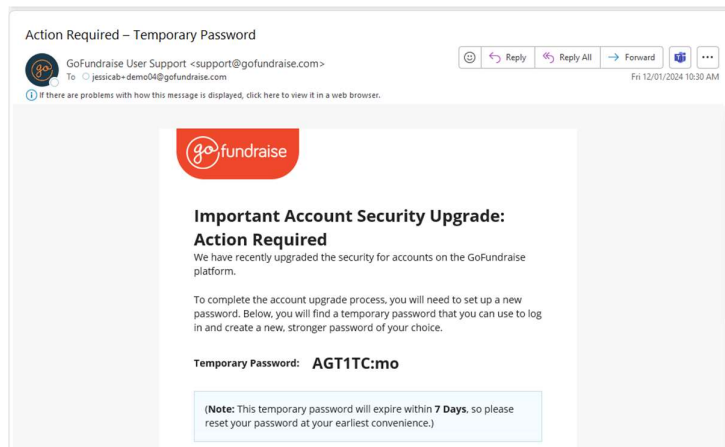 Action Required – Temporary Password
go
GoFundraise User Support <support@gofundraise.com>
To jessicab+demo04@gofundraise.com
Reply
Reply All
Forward
Fri 12/01/2024 10:30 AM
If there are problems with how this message is displayed, click here to view it in a web browser.
go fundraise
Important Account Security Upgrade:
Action Required
We have recently upgraded the security for accounts on the GoFundraise
platform.
To complete the account upgrade process, you will need to set up a new
password. Below, you will find a temporary password that you can use to log
in and create a new, stronger password of your choice.
Temporary Password: AGT1TC:mo
(Note: This temporary password will expire within 7 Days, so please
reset your password at your earliest convenience.)